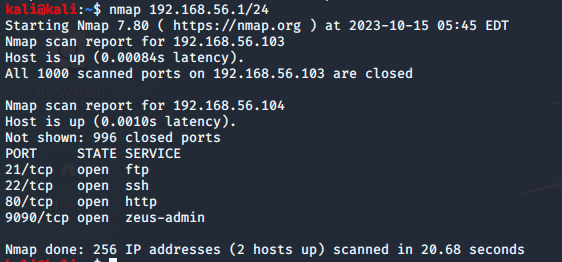 kali@kali:~$ nmap 192.168.56.1/24
Starting Nmap 7.80 ( https://nmap.org ) at 2023-10-15 05:45 EDT
Nmap scan report for 192.168.56.103
Host is up (0.00084s latency).
All 1000 scanned ports on 192.168.56.103 are closed

Nmap scan report for 192.168.56.104
Host is up (0.0010s latency).
Not shown: 996 closed ports
PORT     STATE SERVICE
21/tcp   open  ftp
22/tcp   open  ssh
80/tcp   open  http
9090/tcp open  zeus-admin

Nmap done: 256 IP addresses (2 hosts up) scanned in 20.68 seconds
kali@kali:~$